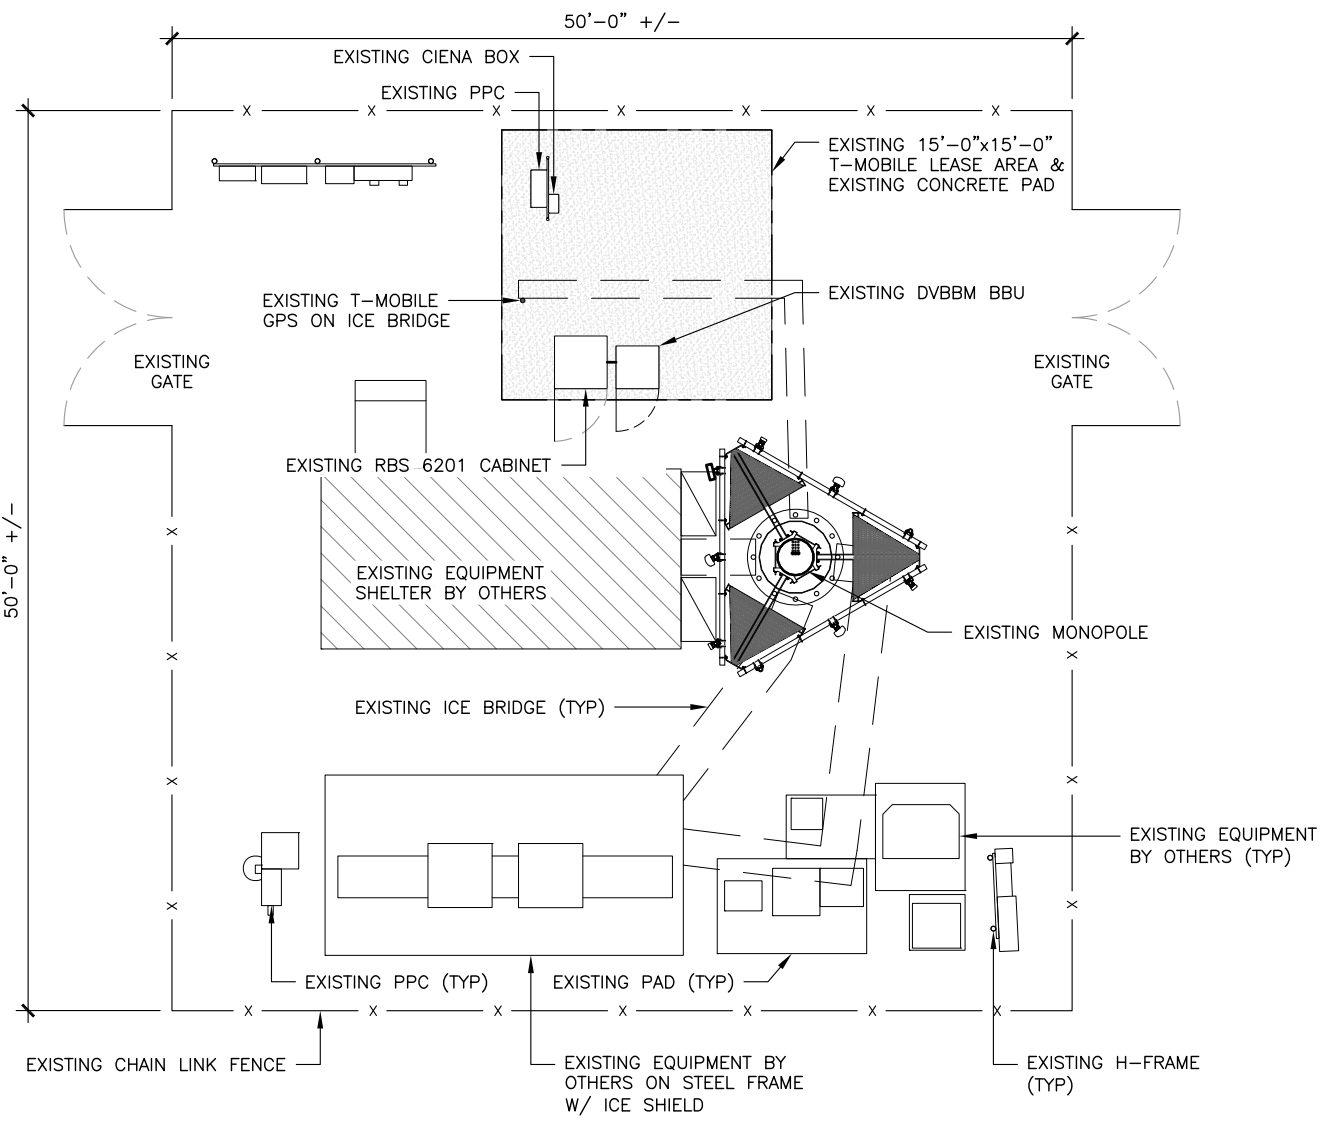 50'-0" +/-
EXISTING CIENA BOX
EXISTING PPC
X X X X X X X
EXISTING 15'-0"x15'-0"
T-MOBILE LEASE AREA &
EXISTING CONCRETE PAD
EXISTING T-MOBILE
GPS ON ICE BRIDGE
EXISTING DVBBM BBU
EXISTING
GATE
EXISTING
GATE
EXISTING RBS 6201 CABINET
X
X
50'-0" +/-
EXISTING EQUIPMENT
SHELTER BY OTHERS
EXISTING MONOPOLE
X
X
EXISTING ICE BRIDGE (TYP)
X
X
EXISTING EQUIPMENT
BY OTHERS (TYP)
X
X
EXISTING PPC (TYP)
EXISTING PAD (TYP)
X X X X X X X
EXISTING CHAIN LINK FENCE
EXISTING EQUIPMENT BY
OTHERS ON STEEL FRAME
W/ ICE SHIELD
EXISTING H-FRAME
(TYP)